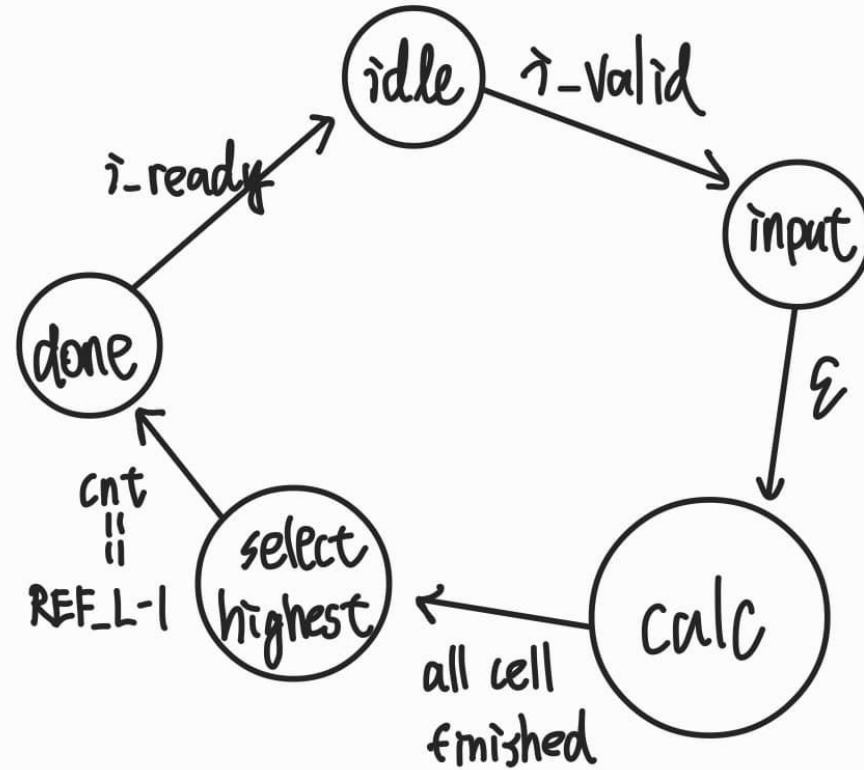 idle
i_valid
input
ε
calc
all cell
finished
select
highest
cnt
==
REF_L-1
done
i_ready